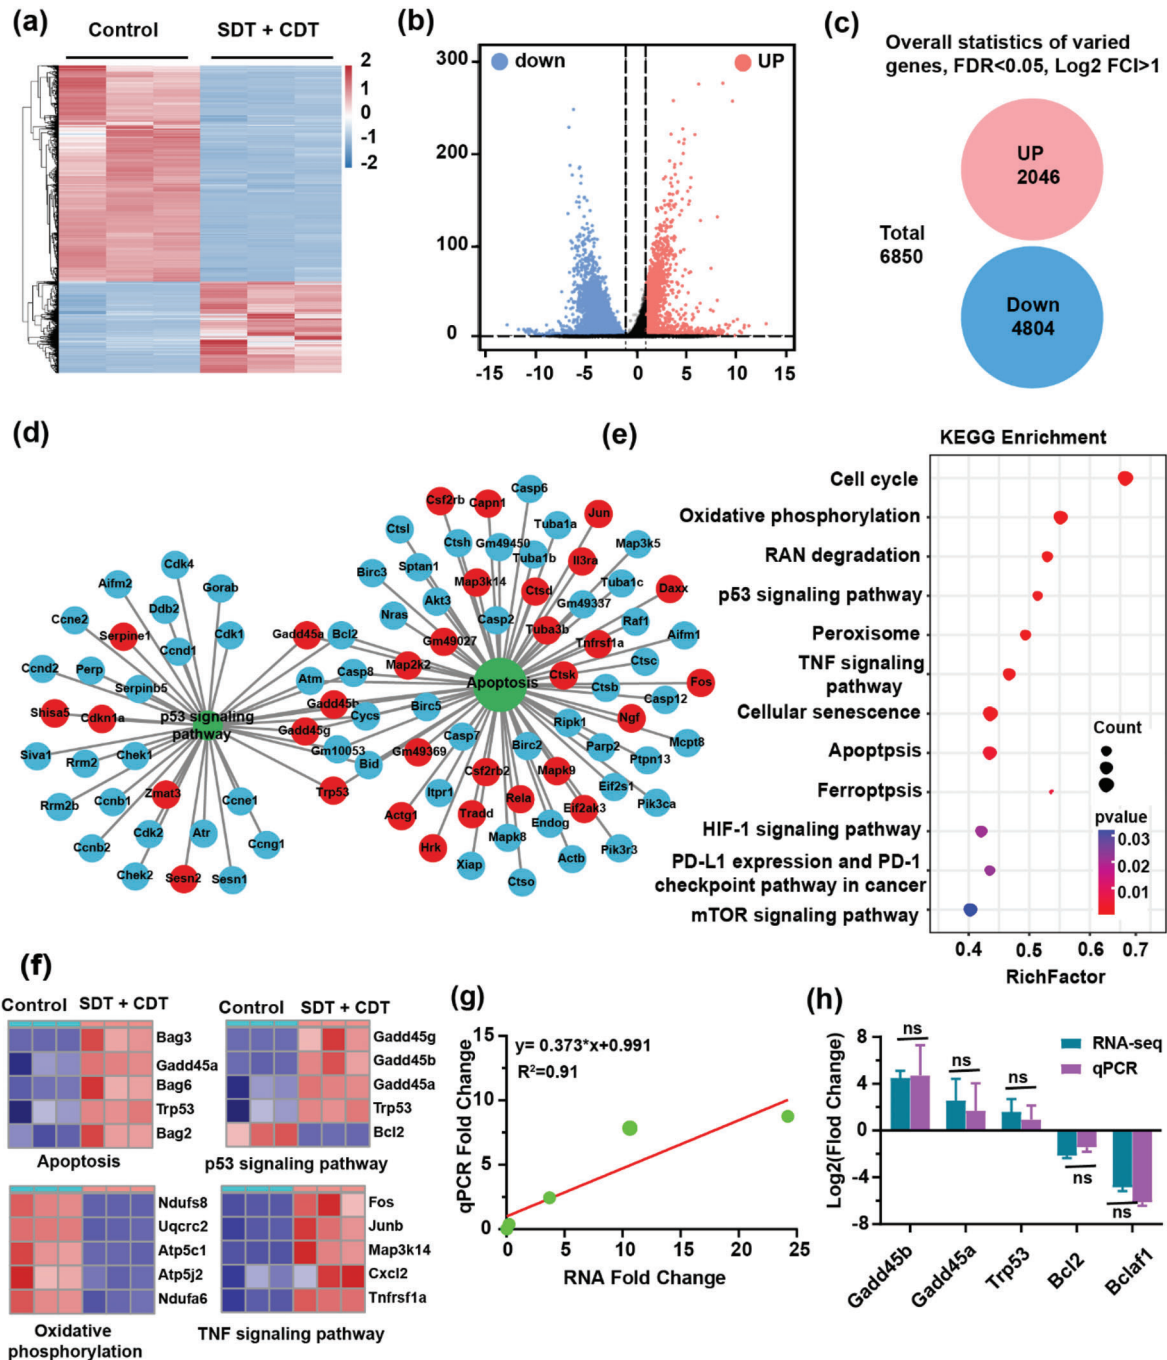 (a)
Control
SDT + CDT
2
1
0
-1
-2
(b)
down
UP
300
200
100
0
-15
-10
-5
0
5
10
15
(c)
Overall statistics of varied
genes, FDR<0.05, Log2 FCI>1
UP
2046
Total
6850
Down
4804
(d)
Cdk4
Aifm2
Gorab
Ddb2
Ccne2
Serpine1
Ccnd1
Cdk1
Ccnd2
Perp
Serpinb5
Shisa5
Cdkn1a
p53 signaling
pathway
Siva1
Rrm2
Chek1
Rrm2b
Ccnb1
Zmat3
Ccne1
Ccnb2
Cdk2
Atr
Ccng1
Chek2
Sesn2
Sesn1
Gadd45a
Bcl2
Atm
Casp8
Gadd45b
Cycs
Gadd45g
Gm10053
Bid
Trp53
Csf2rb
Capn1
Casp6
Jun
Ctsl
Ctsh
Gm49450
Tuba1a
Tuba1b
Map3k5
Il3ra
Birc3
Sptan1
Map3k14
Ctsd
Tuba1c
Daxx
Nras
Akt3
Casp2
Gm49337
Raf1
Gm49027
Tuba3b
Tnfrsf1a
Aifm1
Map2k2
Ctsc
Apoptosis
Ctsk
Ctsb
Fos
Casp12
Birc5
Ripk1
Ngf
Mcpt8
Casp7
Birc2
Parp2
Ptpn13
Gm49369
Csf2rb2
Mapk9
Eif2s1
Itpr1
Rela
Eif2ak3
Pik3ca
Actg1
Tradd
Endog
Hrk
Mapk8
Pik3r3
Xiap
Actb
Ctso
(e)
KEGG Enrichment
Cell cycle
Oxidative phosphorylation
RAN degradation
p53 signaling pathway
Peroxisome
TNF signaling
pathway
Cellular senescence
Apoptpsis
Ferroptpsis
HIF-1 signaling pathway
PD-L1 expression and PD-1
checkpoint pathway in cancer
mTOR signaling pathway
Count
pvalue
0.03
0.02
0.01
0.4
0.5
0.6
0.7
RichFactor
(f)
Control
SDT + CDT
Bag3
Gadd45a
Bag6
Trp53
Bag2
Apoptosis
Control
SDT + CDT
Gadd45g
Gadd45b
Gadd45a
Trp53
Bcl2
p53 signaling pathway
Ndufs8
Uqcrc2
Atp5c1
Atp5j2
Ndufa6
Oxidative
phosphorylation
Fos
Junb
Map3k14
Cxcl2
Tnfrsf1a
TNF signaling pathway
(g)
y= 0.373*x+0.991
R²=0.91
qPCR Fold Change
15
10
5
0
0
5
10
15
20
25
RNA Fold Change
(h)
Log2(Flod Change)
8
4
0
-4
-8
ns
ns
ns
ns
ns
RNA-seq
qPCR
Gadd45b
Gadd45a
Trp53
Bcl2
Bclaf1